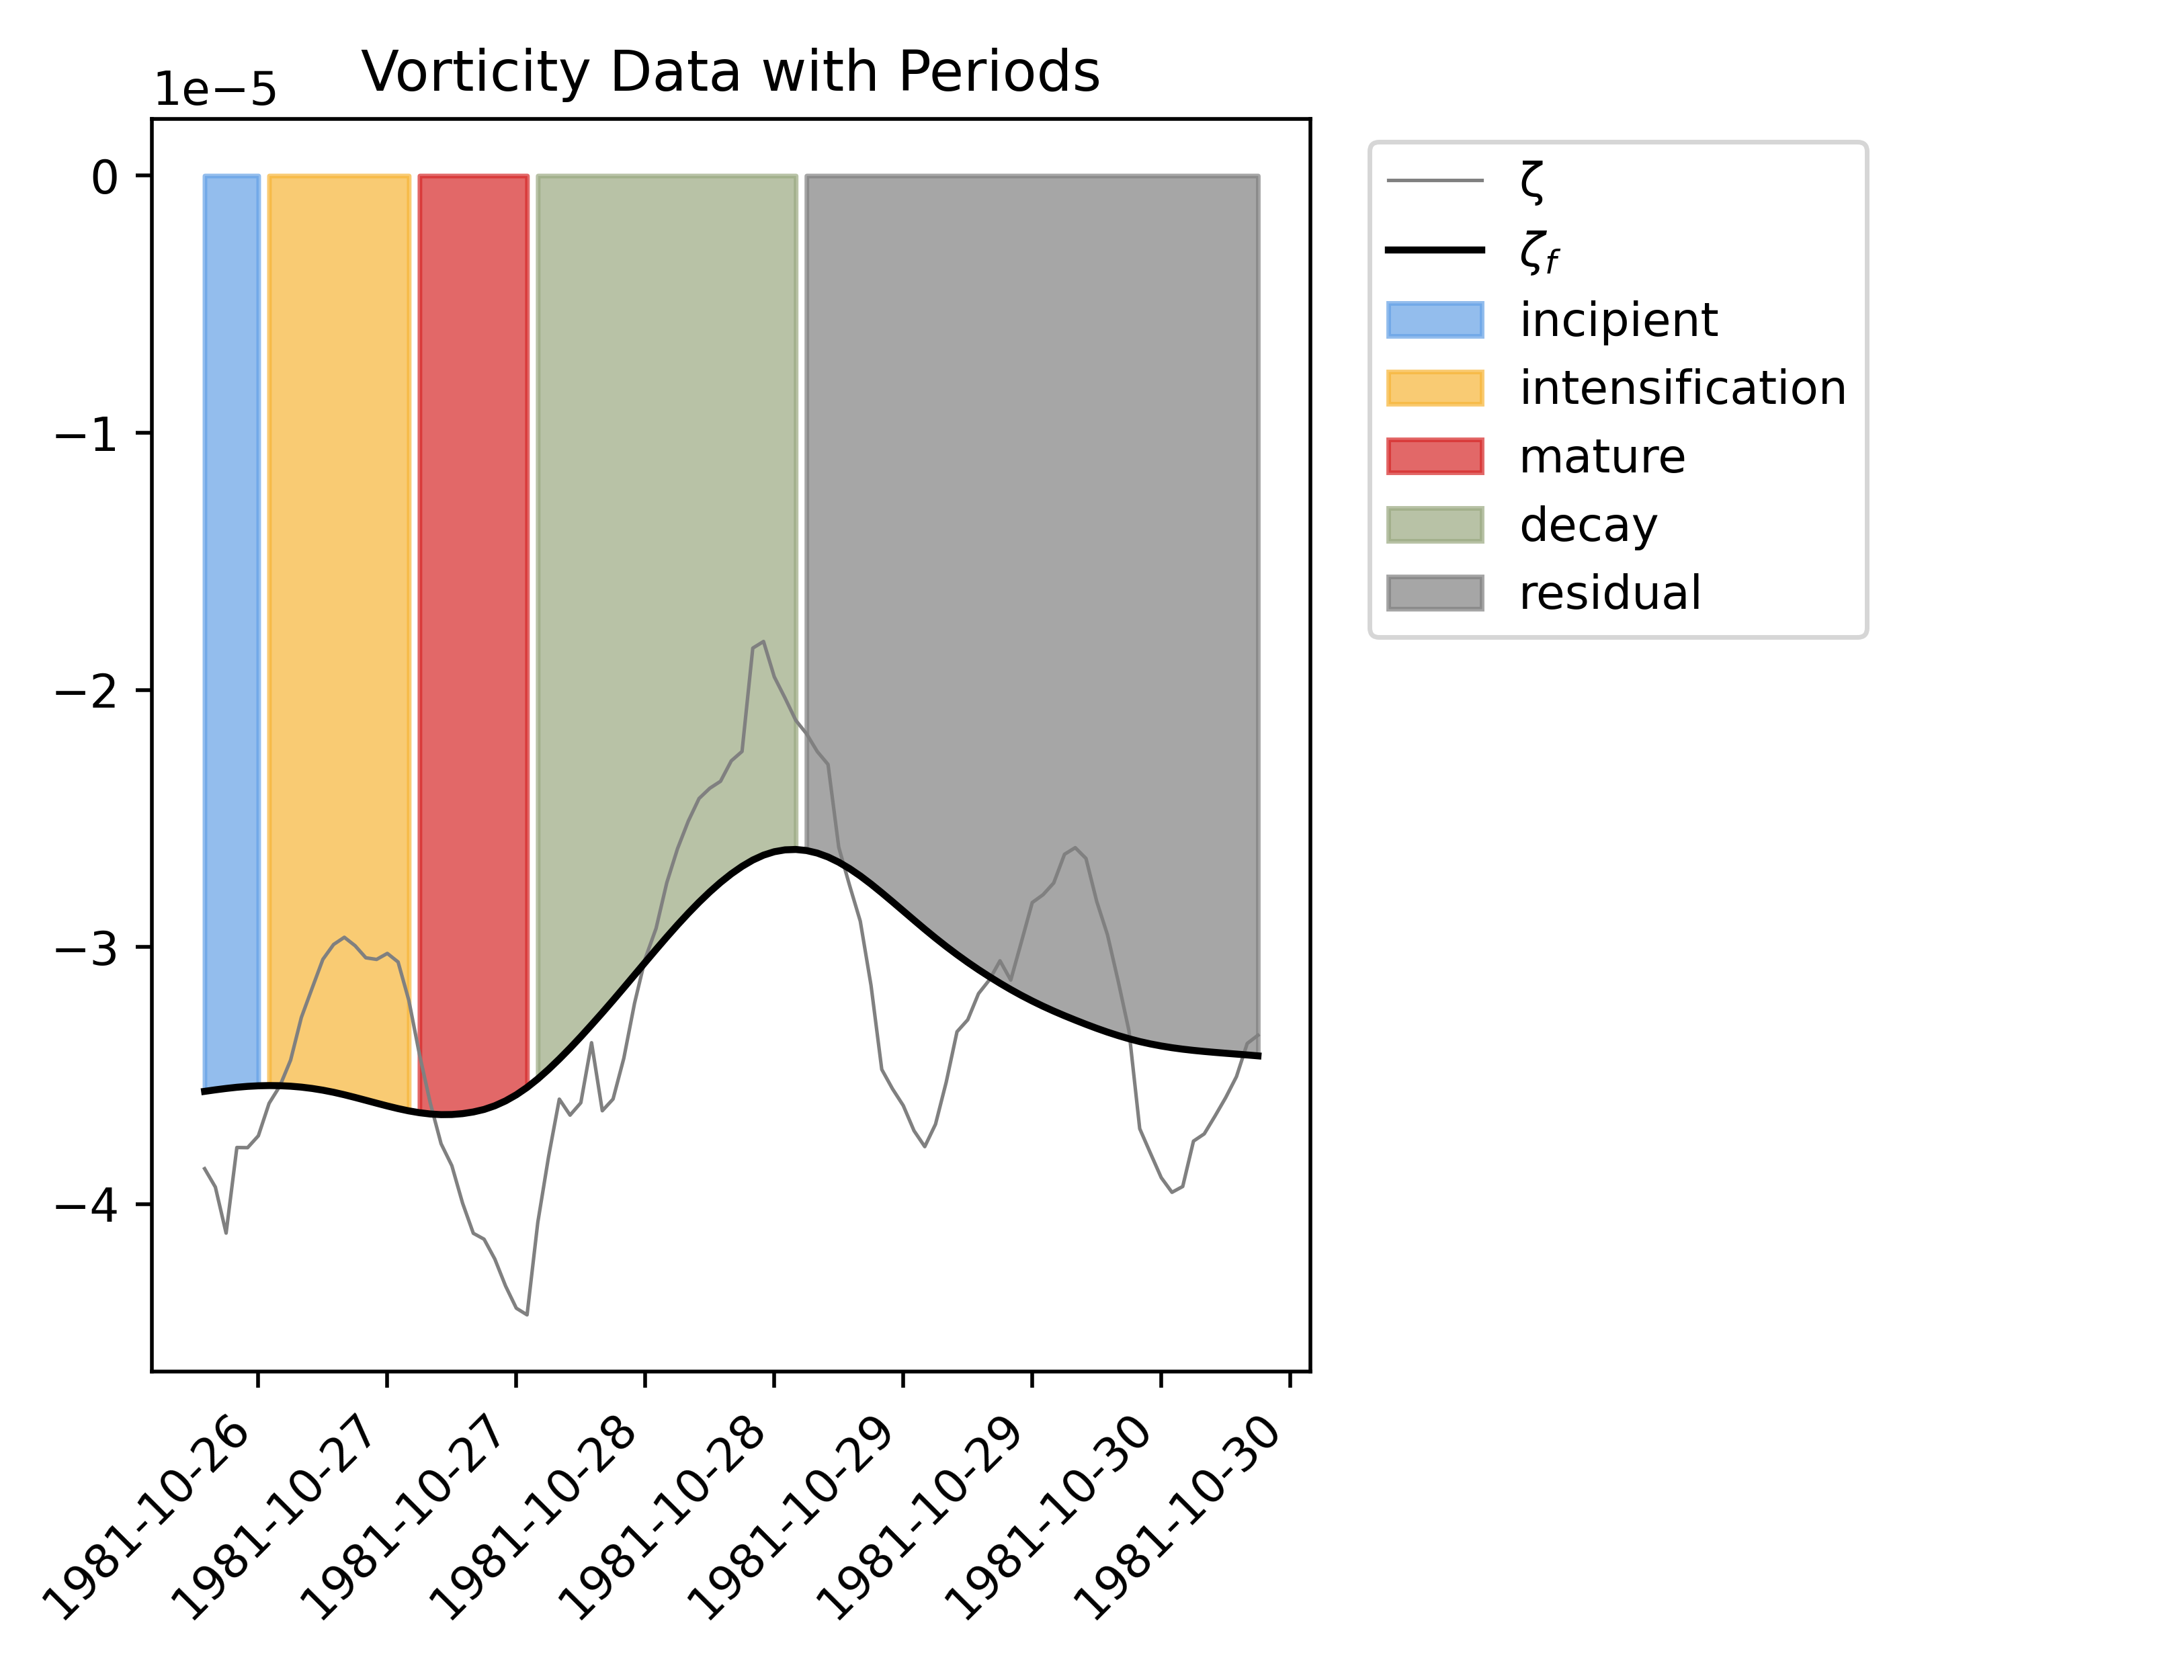 Vorticity Data with Periods
1e−5
0
−1
−2
−3
−4
1981-10-26
1981-10-27
1981-10-27
1981-10-28
1981-10-28
1981-10-29
1981-10-29
1981-10-30
1981-10-30
ζ
ζf
incipient
intensification
mature
decay
residual